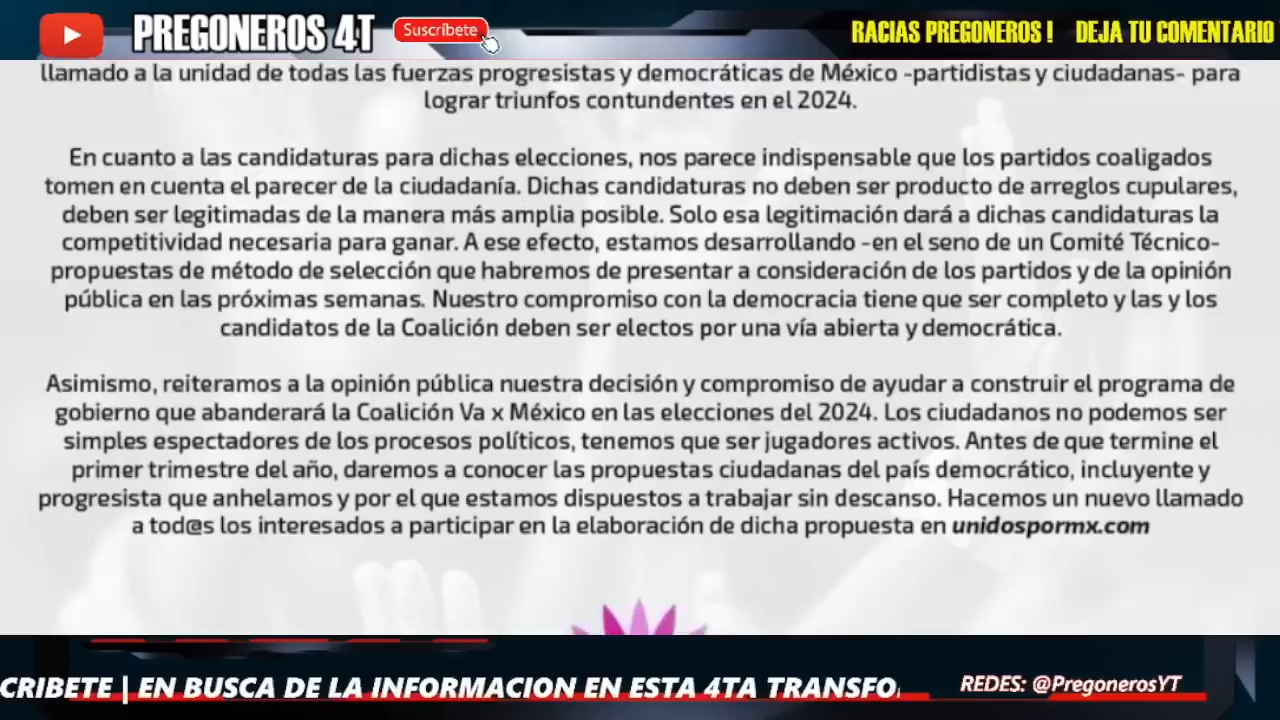 PREGONEROS 4T
Suscríbete
RACIAS PREGONEROS ! DEJA TU COMENTARIO
llamado a la unidad de todas las fuerzas progresistas y democráticas de México -partidistas y ciudadanas- para
lograr triunfos contundentes en el 2024.
En cuanto a las candidaturas para dichas elecciones, nos parece indispensable que los partidos coaligados
tomen en cuenta el parecer de la ciudadanía. Dichas candidaturas no deben ser producto de arreglos cupulares,
deben ser legitimadas de la manera más amplia posible. Solo esa legitimación dará a dichas candidaturas la
competitividad necesaria para ganar. A ese efecto, estamos desarrollando -en el seno de un Comité Técnico-
propuestas de método de selección que habremos de presentar a consideración de los partidos y de la opinión
pública en las próximas semanas. Nuestro compromiso con la democracia tiene que ser completo y las y los
candidatos de la Coalición deben ser electos por una vía abierta y democrática.
Asimismo, reiteramos a la opinión pública nuestra decisión y compromiso de ayudar a construir el programa de
gobierno que abanderará la Coalición Va x México en las elecciones del 2024. Los ciudadanos no podemos ser
simples espectadores de los procesos políticos, tenemos que ser jugadores activos. Antes de que termine el
primer trimestre del año, daremos a conocer las propuestas ciudadanas del país democrático, incluyente y
progresista que anhelamos y por el que estamos dispuestos a trabajar sin descanso. Hacemos un nuevo llamado
a tod@s los interesados a participar en la elaboración de dicha propuesta en unidospormx.com
CRIBETE | EN BUSCA DE LA INFORMACION EN ESTA 4TA TRANSFO
REDES: @PregonerosYT